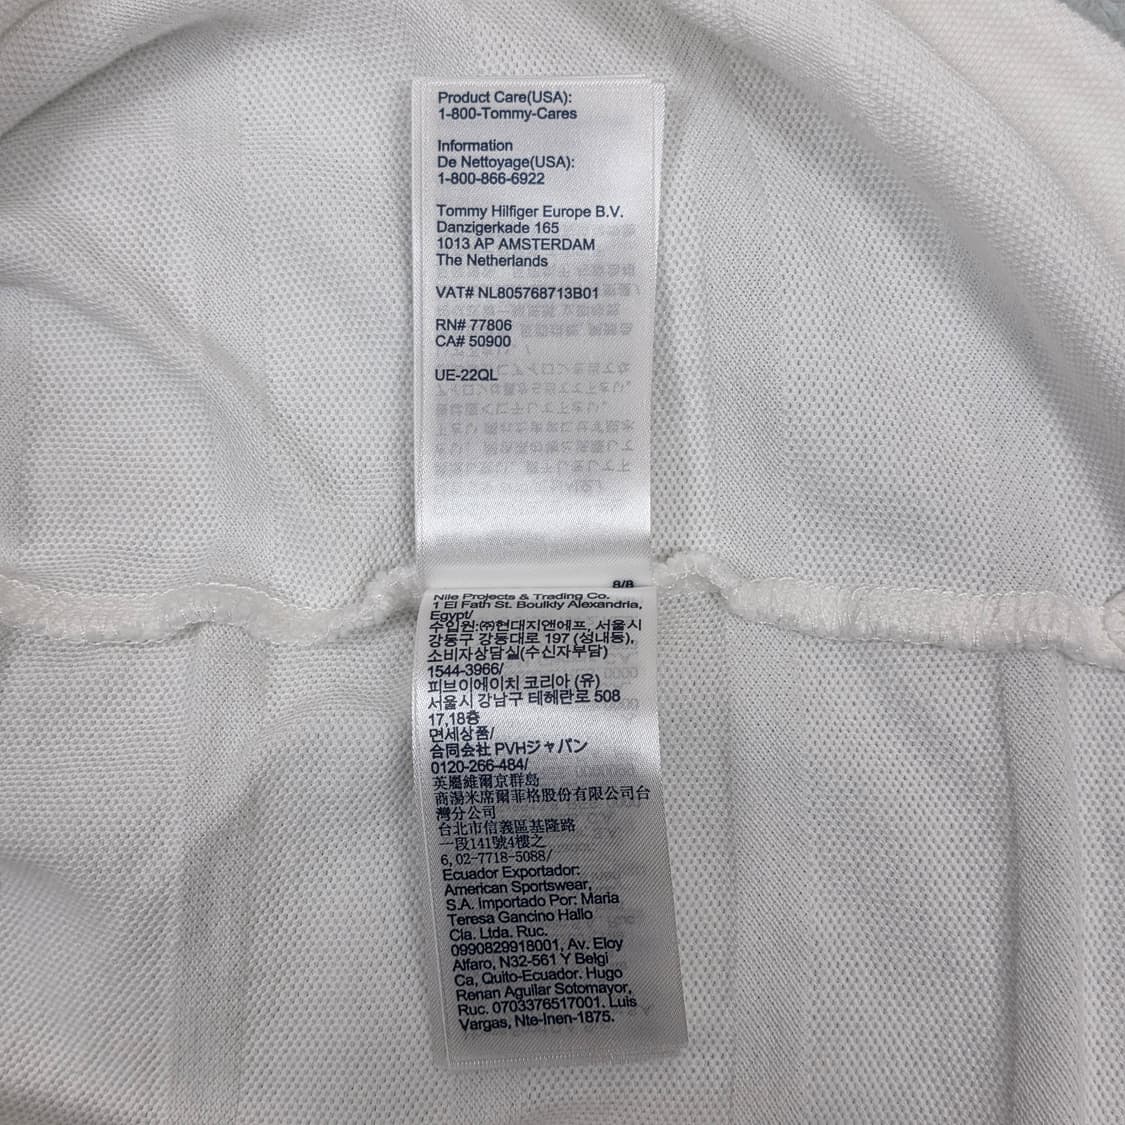 Product Care(USA):
1-800-Tommy-Cares
Information
De Nettoyage(USA):
1-800-866-6922
Tommy Hilfiger Europe B.V.
Danzigerkade 165
1013 AP AMSTERDAM
The Netherlands
VAT# NL805768713B01
RN# 77806
CA# 50900
UE-22QL
8/8
Nile Projects & Trading Co.
1 El Fath St. Boulkly Alexandria,
Egypt/
수입원:㈜현대지앤에프, 서울시
강동구 강동대로 197 (성내동),
소비자상담실(수신자부담)
1544-3966/
피브이에이치 코리아 (유)
서울시 강남구 테헤란로 508
17,18층
면세상품/
合同会社 PVHジャパン
0120-266-484/
英屬維爾京群島
商湯米席爾菲格股份有限公司台
灣分公司
台北市信義區基隆路
一段141號4樓之
6, 02-7718-5088/
Ecuador Exportador:
American Sportswear,
S.A. Importado Por: Maria
Teresa Gancino Hallo
Cia. Ltda. Ruc.
0990829918001, Av. Eloy
Alfaro, N32-561 Y Belgi
Ca, Quito-Ecuador. Hugo
Renan Aguilar Sotomayor,
Ruc. 0703376517001. Luis
Vargas, Nte-Inen-1875.